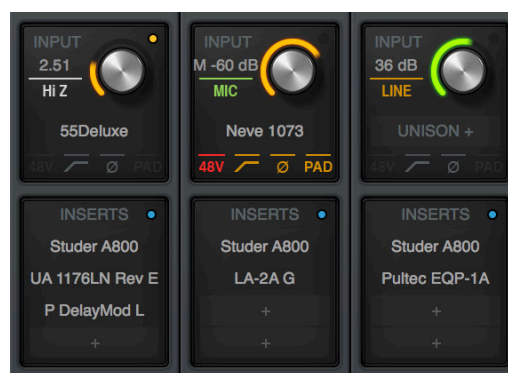 INPUT
2.51
Hi Z
55Deluxe
48V Ø PAD
INPUT
M -60 dB
MIC
Neve 1073
48V Ø PAD
INPUT
36 dB
LINE
UNISON +
48V Ø PAD
INSERTS
Studer A800
UA 1176LN Rev E
P DelayMod L
+
INSERTS
Studer A800
LA-2A G
+
+
INSERTS
Studer A800
Pultec EQP-1A
+
+